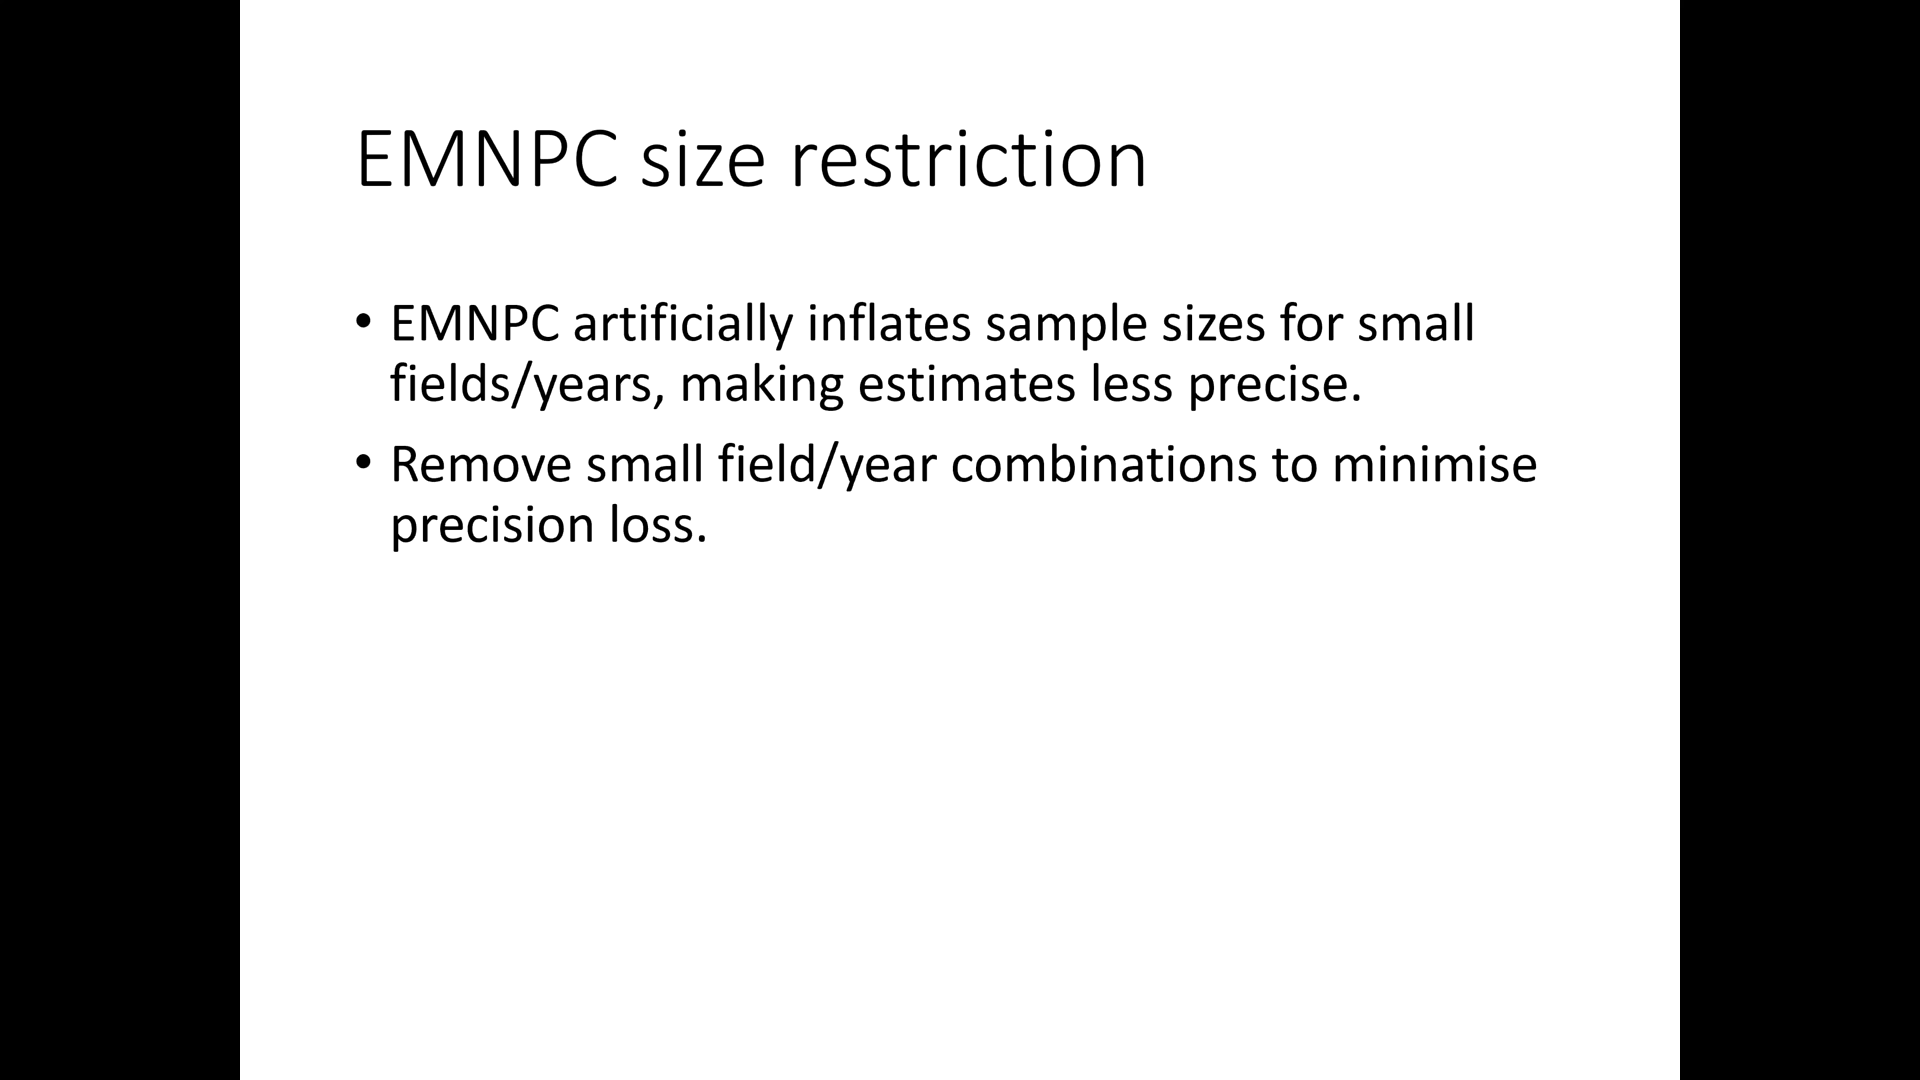 EMNPC size restriction
• EMNPC artificially inflates sample sizes for small
fields/years, making estimates less precise.
• Remove small field/year combinations to minimise
precision loss.